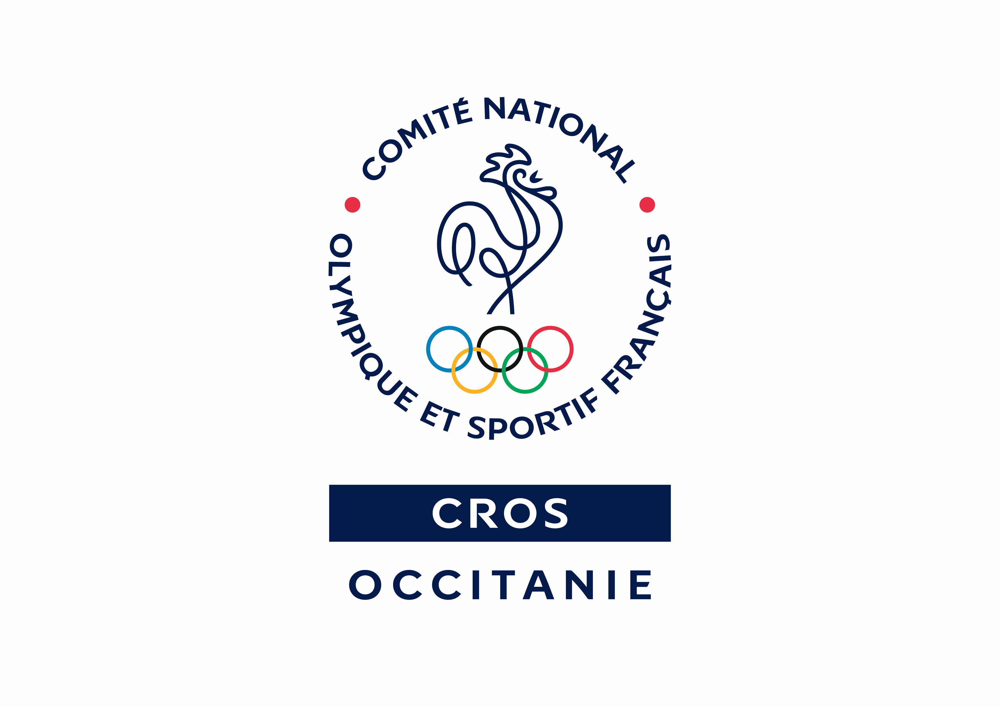 COMITÉ NATIONAL
OLYMPIQUE ET SPORTIF FRANÇAIS
CROS
OCCITANIE